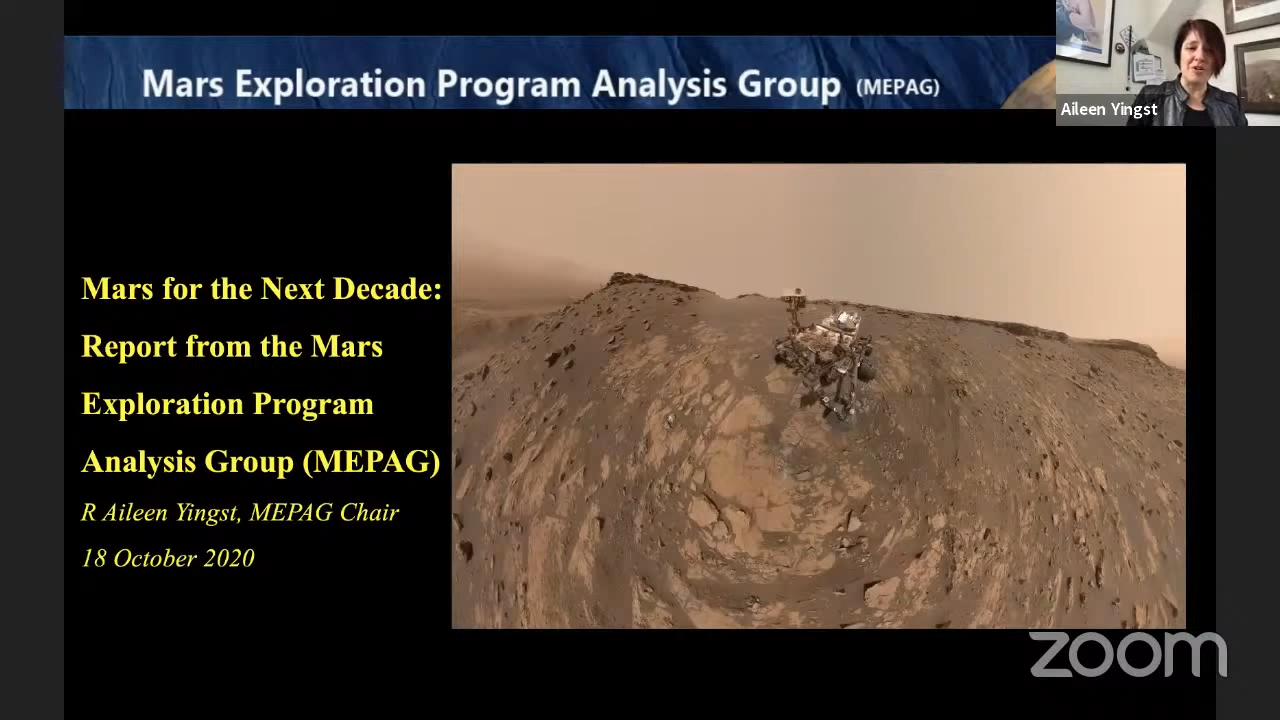 Mars Exploration Program Analysis Group (MEPAG)
Aileen Yingst
Mars for the Next Decade:
Report from the Mars
Exploration Program
Analysis Group (MEPAG)
R Aileen Yingst, MEPAG Chair
18 October 2020
zoom